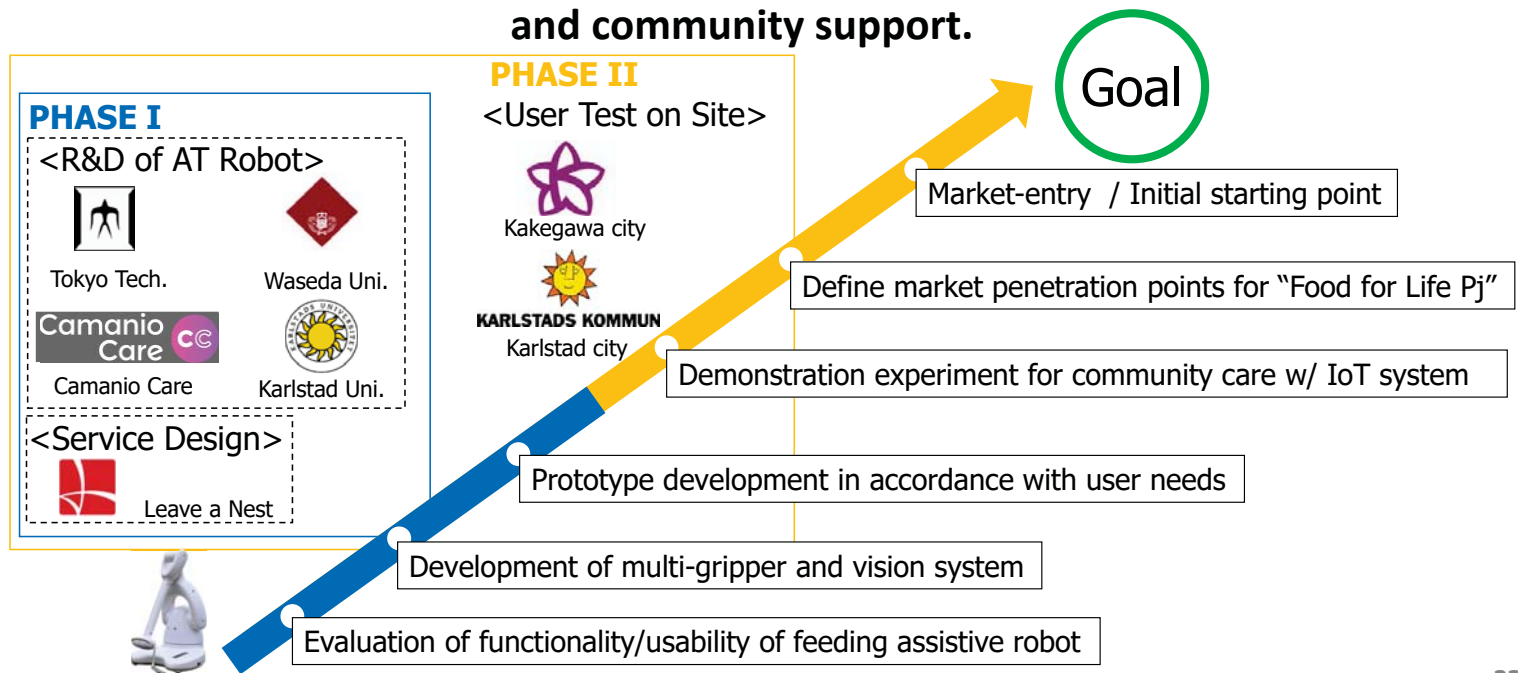 and community support.
PHASE II
<User Test on Site>
Kakegawa city
KARLSTADS KOMMUN
Karlstad city
PHASE I
<R&D of AT Robot>
Tokyo Tech.
Waseda Uni.
Camanio
Care
CC
Camanio Care
Karlstad Uni.
<Service Design>
Leave a Nest
Goal
Market-entry / Initial starting point
Define market penetration points for “Food for Life Pj”
Demonstration experiment for community care w/ IoT system
Prototype development in accordance with user needs
Development of multi-gripper and vision system
Evaluation of functionality/usability of feeding assistive robot